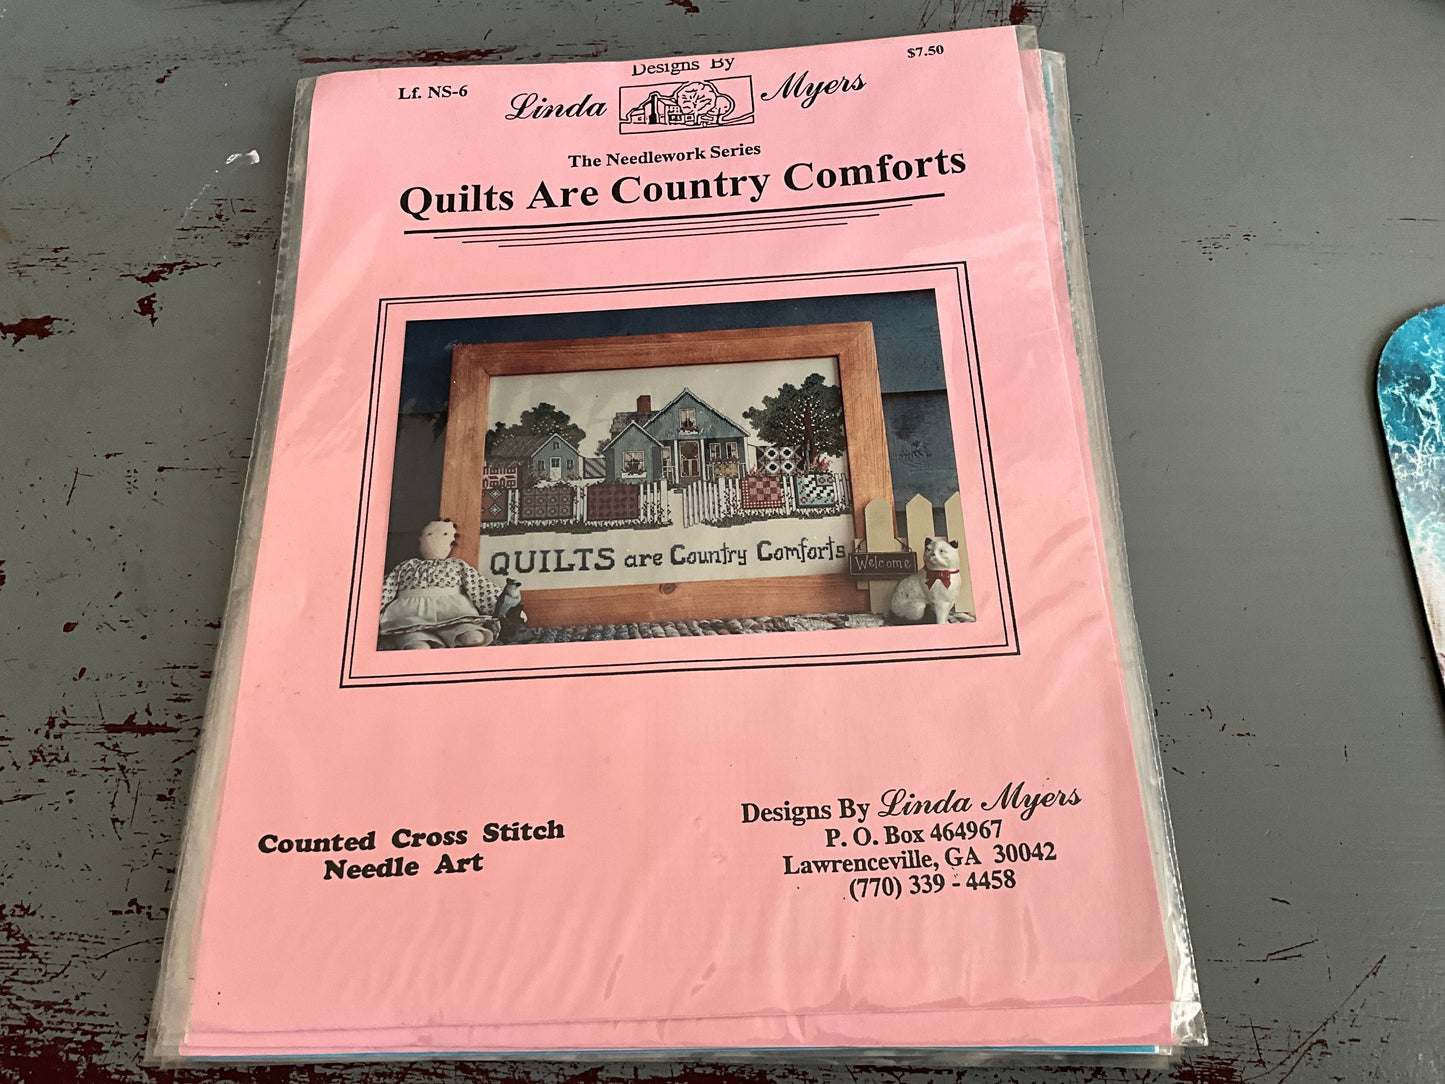 Lf. NS-6
$7.50
Designs By
Linda Myers
The Needlework Series
Quilts Are Country Comforts
QUILTS are Country Comforts
Welcome
Counted Cross Stitch
Needle Art
Designs By Linda Myers
P. O. Box 464967
Lawrenceville, GA 30042
(770) 339 - 4458